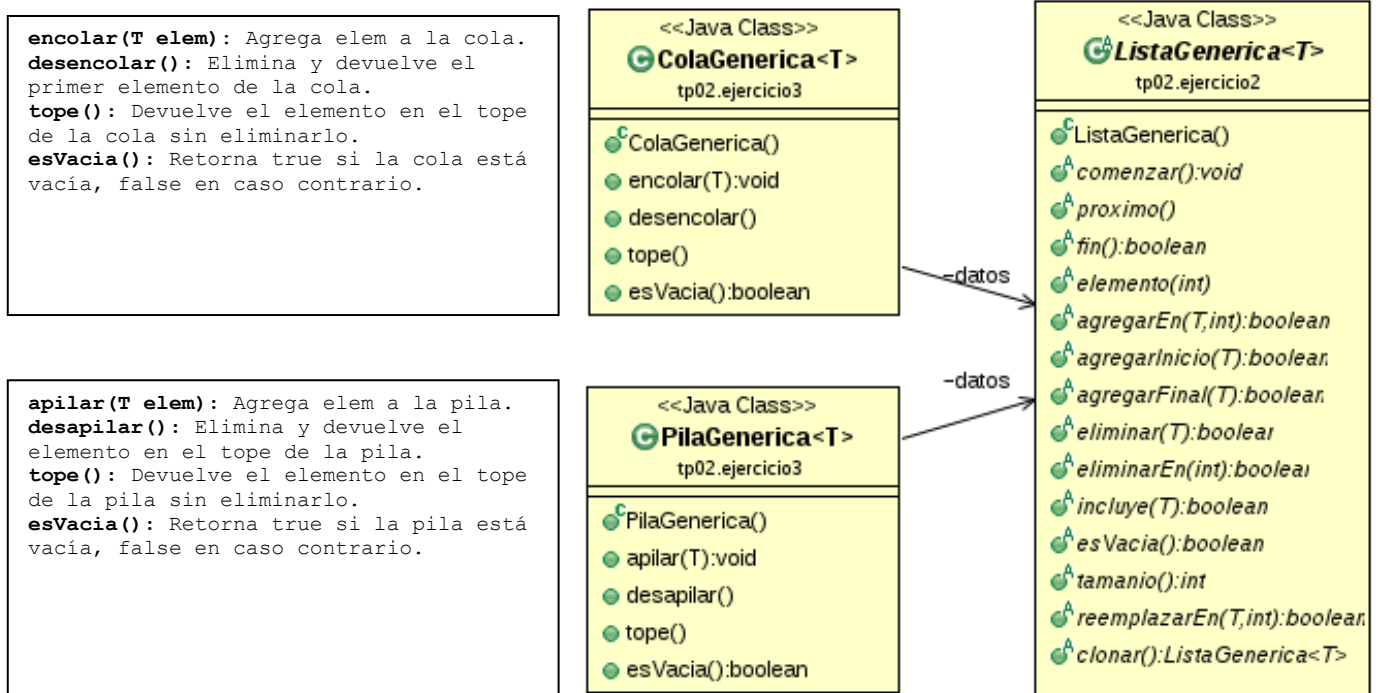 encolar(T elem): Agrega elem a la cola.
desencolar(): Elimina y devuelve el
primer elemento de la cola.
tope(): Devuelve el elemento en el tope
de la cola sin eliminarlo.
esVacia(): Retorna true si la cola está
vacía, false en caso contrario.
<<Java Class>>
ColaGenerica<T>
tp02.ejercicio3
ColaGenerica()
encolar(T):void
desencolar()
tope()
esVacia():boolean
-datos
apilar(T elem): Agrega elem a la pila.
desapilar(): Elimina y devuelve el
elemento en el tope de la pila.
tope(): Devuelve el elemento en el tope
de la pila sin eliminarlo.
esVacia(): Retorna true si la pila está
vacía, false en caso contrario.
<<Java Class>>
PilaGenerica<T>
tp02.ejercicio3
PilaGenerica()
apilar(T):void
desapilar()
tope()
esVacia():boolean
-datos
<<Java Class>>
ListaGenerica<T>
tp02.ejercicio2
ListaGenerica()
comenzar():void
proximo()
fin():boolean
elemento(int)
agregarEn(T,int):boolean
agregarInicio(T):boolean
agregarFinal(T):boolean
eliminar(T):boolear
eliminarEn(int):boolear
incluye(T):boolean
esVacia():boolean
tamanio():int
reemplazarEn(T,int):boolean
clonar():ListaGenerica<T>